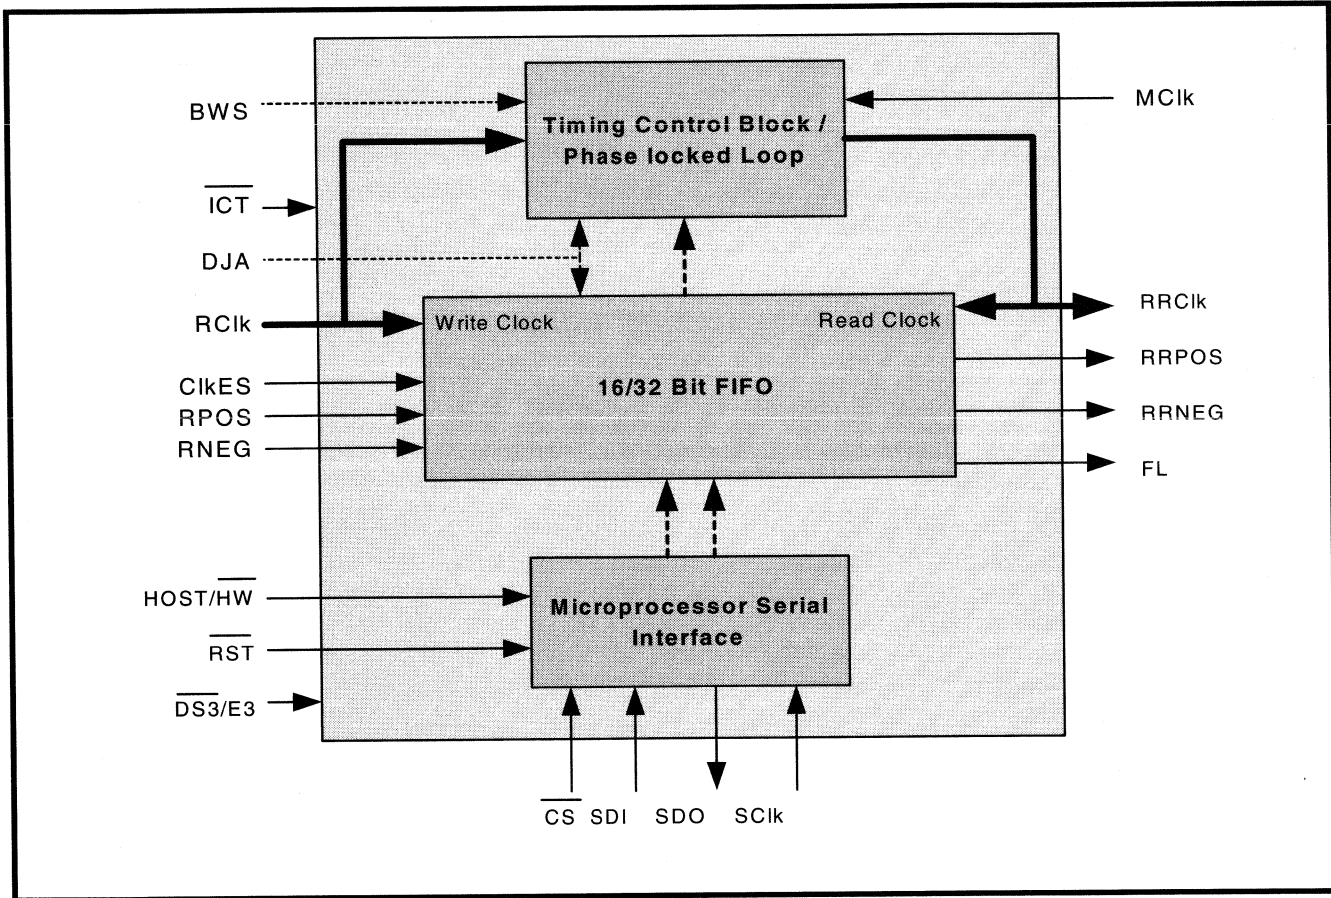 BWS
MClk
Timing Control Block /
Phase locked Loop
ICT
DJA
RClk
Write Clock
Read Clock
RRClk
16/32 Bit FIFO
ClkES
RPOS
RNEG
RRPOS
RRNEG
FL
HOST/HW
Microprocessor Serial
Interface
RST
DS3/E3
CS SDI SDO SClk